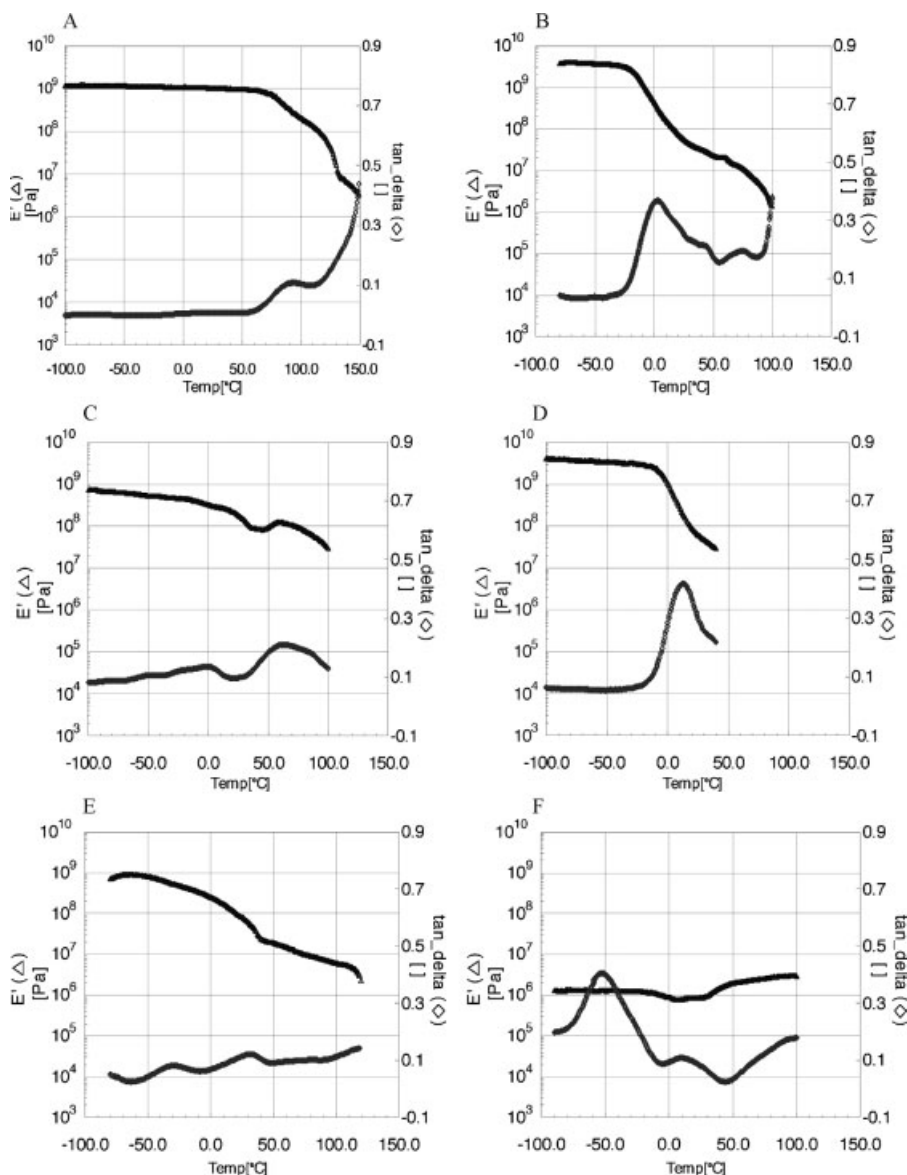 A
10^10
10^9
10^8
10^7
10^6
10^5
10^4
10^3
E' (△)
[Pa]
0.9
0.7
0.5
0.3
0.1
-0.1
tan_delta (◇)
[ ]
-100.0 -50.0 0.0 50.0 100.0 150.0
Temp[°C]
B
10^10
10^9
10^8
10^7
10^6
10^5
10^4
10^3
E' (△)
[Pa]
0.9
0.7
0.5
0.3
0.1
-0.1
tan_delta (◇)
[ ]
-100.0 -50.0 0.0 50.0 100.0 150.0
Temp[°C]
C
10^10
10^9
10^8
10^7
10^6
10^5
10^4
10^3
E' (△)
[Pa]
0.9
0.7
0.5
0.3
0.1
-0.1
tan_delta (◇)
[ ]
-100.0 -50.0 0.0 50.0 100.0 150.0
Temp[°C]
D
10^10
10^9
10^8
10^7
10^6
10^5
10^4
10^3
E' (△)
[Pa]
0.9
0.7
0.5
0.3
0.1
-0.1
tan_delta (◇)
[ ]
-100.0 -50.0 0.0 50.0 100.0 150.0
Temp[°C]
E
10^10
10^9
10^8
10^7
10^6
10^5
10^4
10^3
E' (△)
[Pa]
0.9
0.7
0.5
0.3
0.1
-0.1
tan_delta (◇)
[ ]
-100.0 -50.0 0.0 50.0 100.0 150.0
Temp[°C]
F
10^10
10^9
10^8
10^7
10^6
10^5
10^4
10^3
E' (△)
[Pa]
0.9
0.7
0.5
0.3
0.1
-0.1
tan_delta (◇)
[ ]
-100.0 -50.0 0.0 50.0 100.0 150.0
Temp[°C]